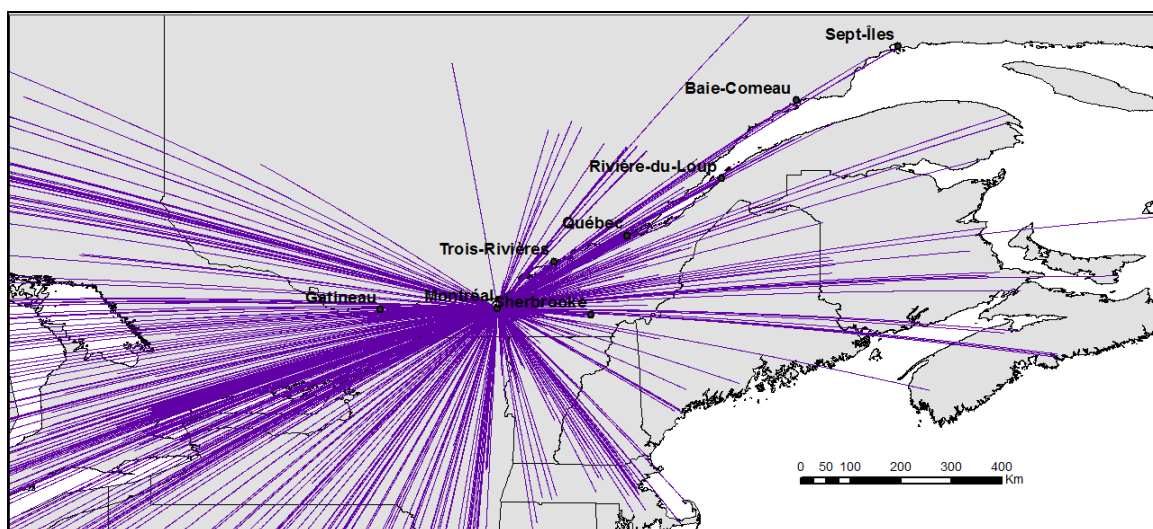 Sept-Îles
Baie-Comeau
Rivière-du-Loup
Québec
Trois-Rivières
Montréal
Gatineau
Sherbrooke
0 50 100 200 300 400
Km